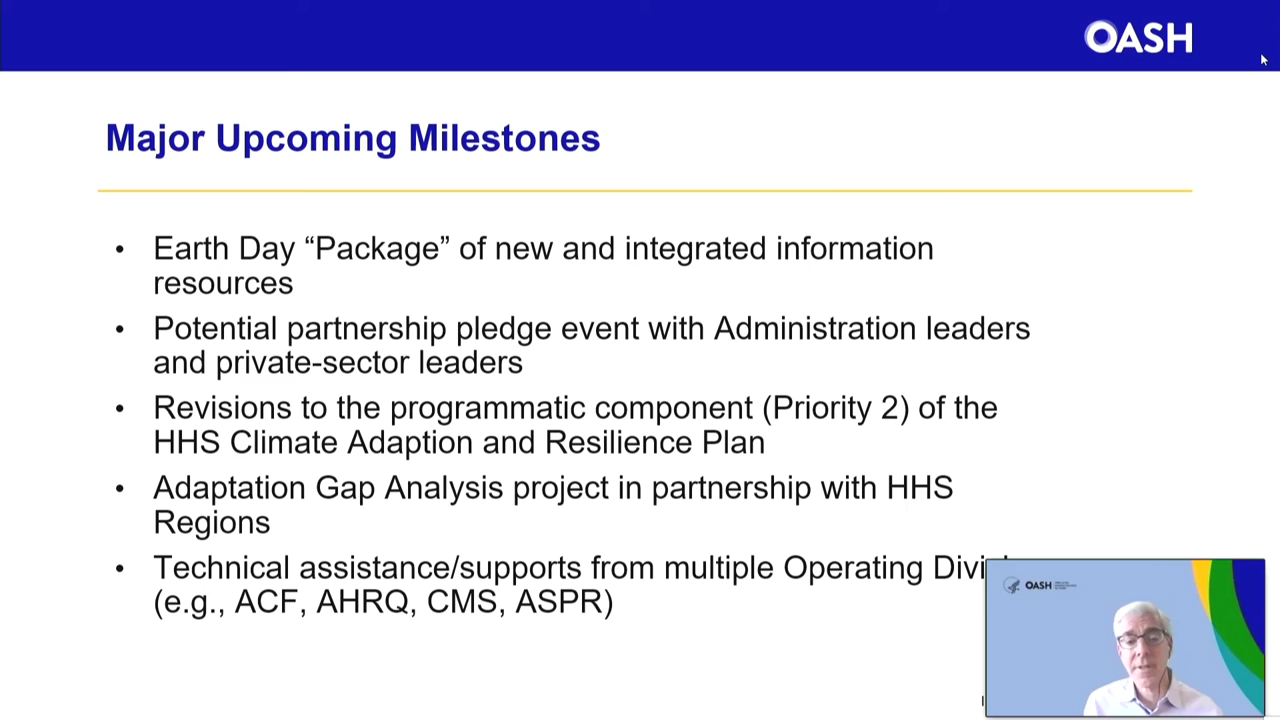 OASH
Major Upcoming Milestones
• Earth Day “Package” of new and integrated information
resources
• Potential partnership pledge event with Administration leaders
and private-sector leaders
• Revisions to the programmatic component (Priority 2) of the
HHS Climate Adaption and Resilience Plan
• Adaptation Gap Analysis project in partnership with HHS
Regions
• Technical assistance/supports from multiple Operating
(e.g., ACF, AHRQ, CMS, ASPR)
OASH